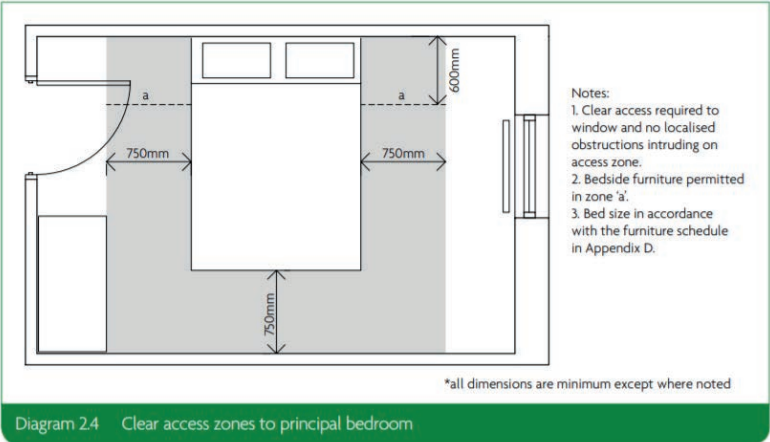 a
a
600mm
750mm
750mm
750mm
Notes:
1. Clear access required to
window and no localised
obstructions intruding on
access zone.
2. Bedside furniture permitted
in zone ‘a’.
3. Bed size in accordance
with the furniture schedule
in Appendix D.
*all dimensions are minimum except where noted
Diagram 2.4 Clear access zones to principal bedroom